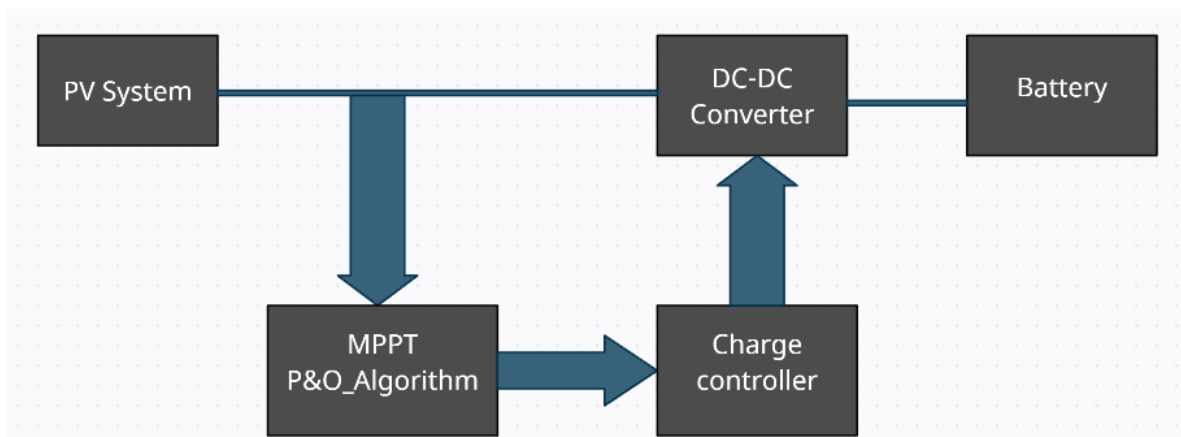 PV System
DC-DC
Converter
Battery
MPPT
P&O_Algorithm
Charge
controller